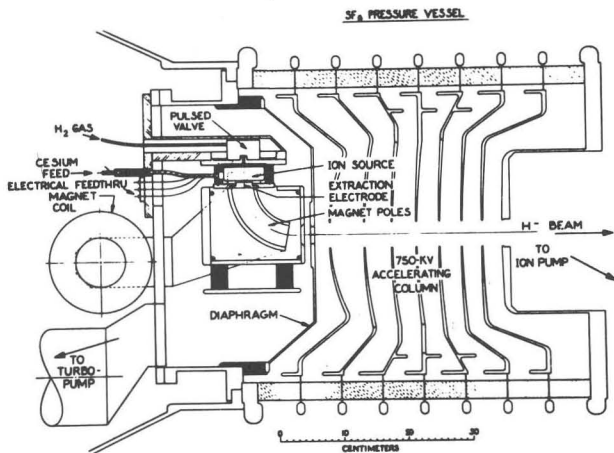 SF6 PRESSURE VESSEL
H2 GAS
PULSED
VALVE
CESIUM
FEED
ELECTRICAL FEEDTHRU
MAGNET
COIL
ION SOURCE
EXTRACTION
ELECTRODE
MAGNET POLES
H- BEAM
TO
ION PUMP
750-KV
ACCELERATING
COLUMN
DIAPHRAGM
TO
TURBO-
PUMP
0 10 20 30
CENTIMETERS